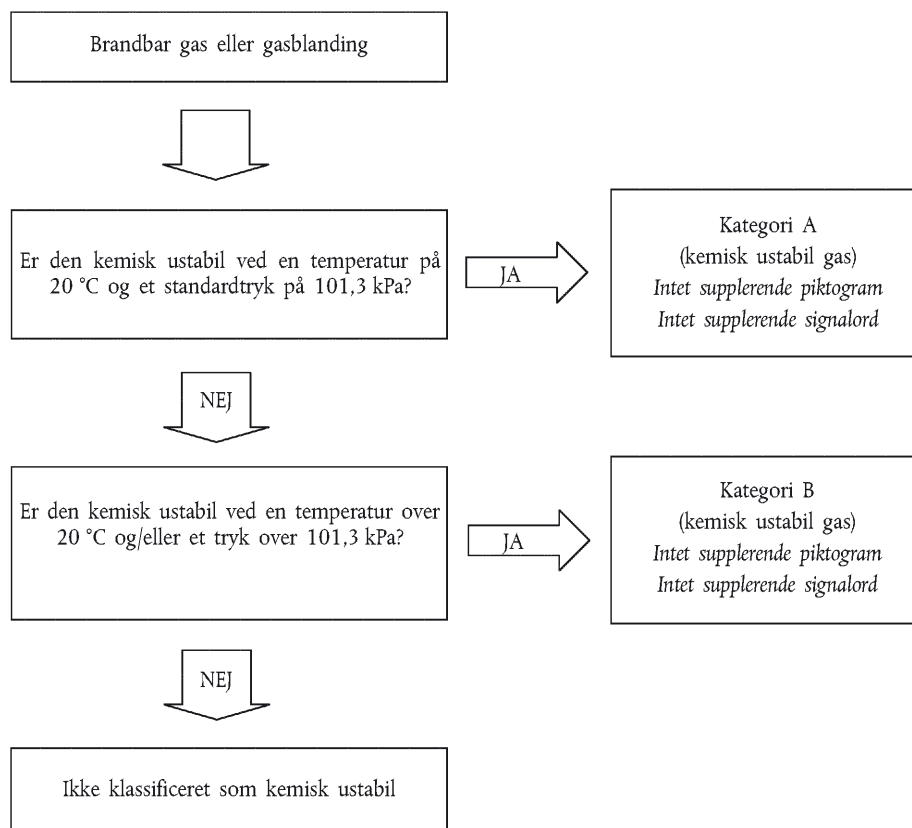 Brandbar gas eller gasblanding
Er den kemisk ustabil ved en temperatur på
20 °C og et standardtryk på 101,3 kPa?
JA
Kategori A
(kemisk ustabil gas)
Intet supplerende piktogram
Intet supplerende signalord
NEJ
Er den kemisk ustabil ved en temperatur over
20 °C og/eller et tryk over 101,3 kPa?
JA
Kategori B
(kemisk ustabil gas)
Intet supplerende piktogram
Intet supplerende signalord
NEJ
Ikke klassificeret som kemisk ustabil